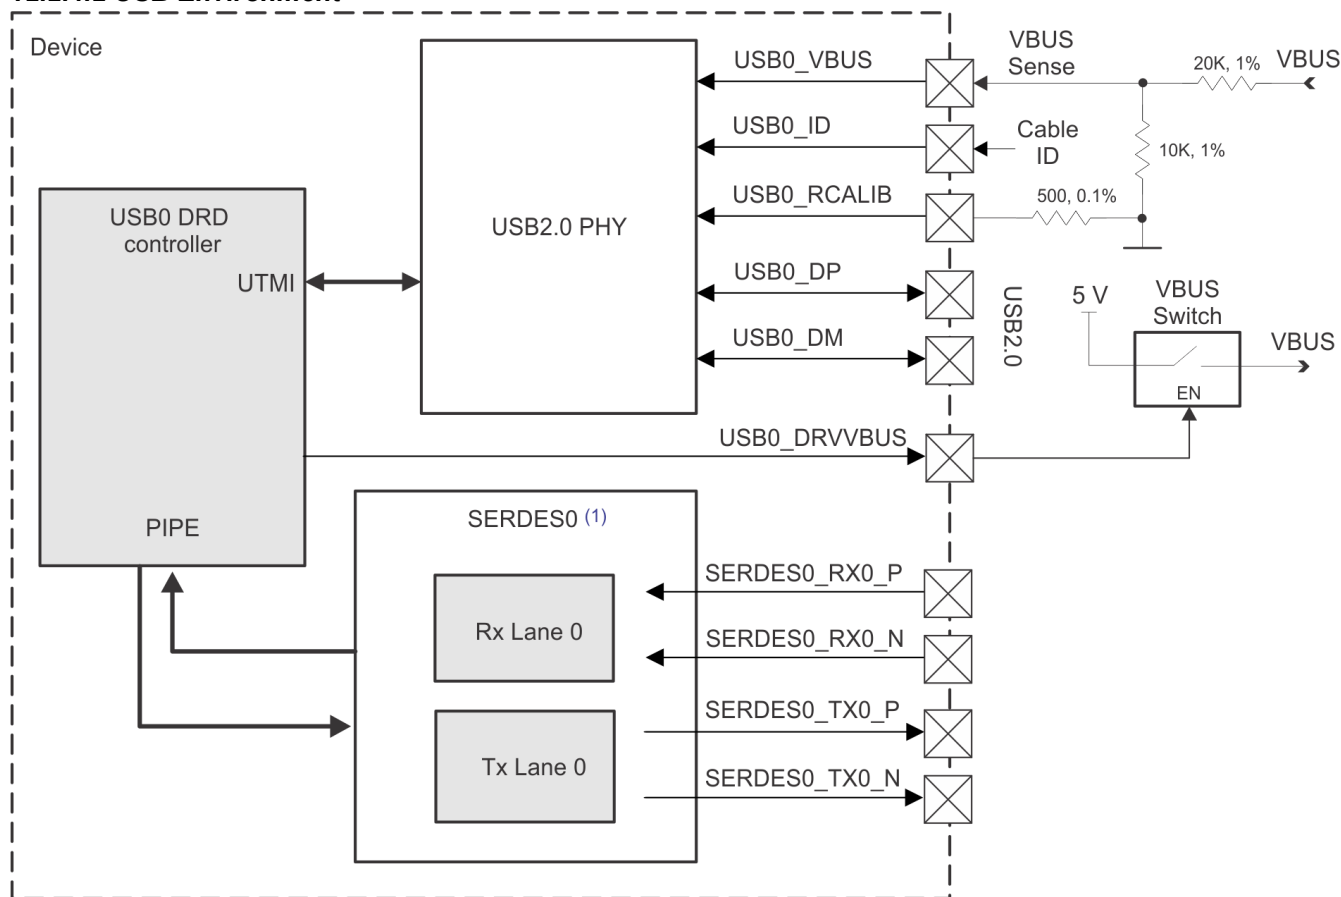 Device
USB0_VBUS
VBUS
Sense
20K, 1%
VBUS
USB0_ID
Cable
ID
10K, 1%
USB0_RCALIB
500, 0.1%
USB0 DRD
controller
USB2.0 PHY
UTMI
USB0_DP
USB0_DM
USB2.0
5 V
VBUS
Switch
VBUS
EN
USB0_DRVVBUS
PIPE
SERDES0 (1)
SERDES0_RX0_P
Rx Lane 0
SERDES0_RX0_N
SERDES0_TX0_P
Tx Lane 0
SERDES0_TX0_N